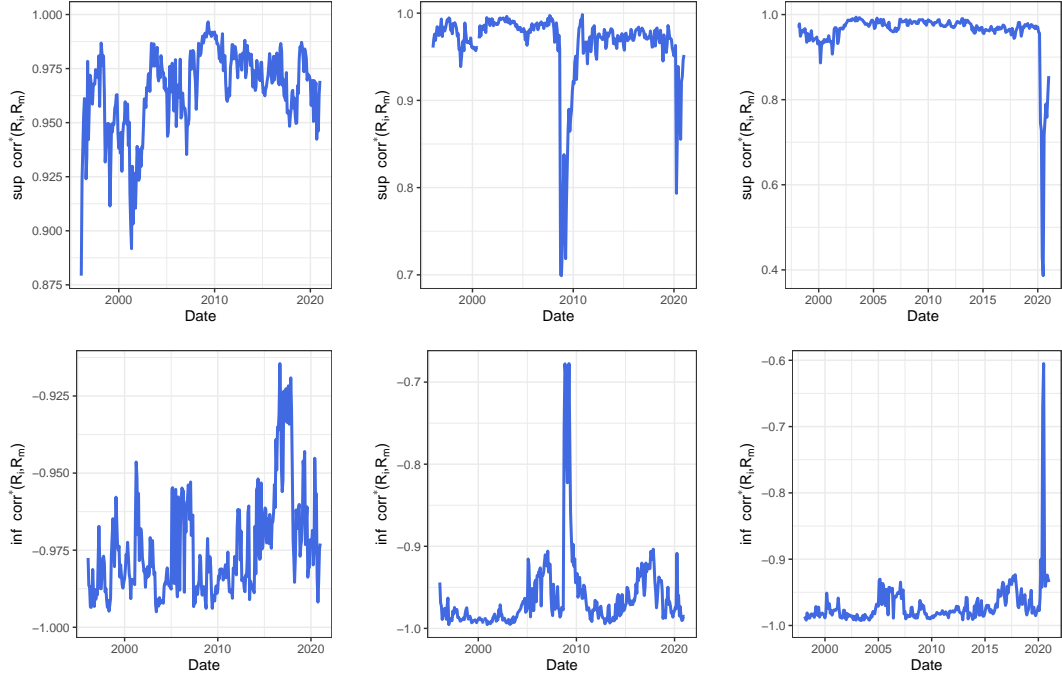 1.000
0.975
0.950
0.925
0.900
0.875
sup corr*(Ri,Rm)
2000 2010 2020
Date
1.0
0.9
0.8
0.7
sup corr*(Ri,Rm)
2000 2010 2020
Date
1.0
0.8
0.6
0.4
sup corr*(Ri,Rm)
2000 2005 2010 2015 2020
Date
−0.925
−0.950
−0.975
−1.000
inf corr*(Ri,Rm)
2000 2010 2020
Date
−0.7
−0.8
−0.9
−1.0
inf corr*(Ri,Rm)
2000 2010 2020
Date
−0.6
−0.7
−0.8
−0.9
−1.0
inf corr*(Ri,Rm)
2000 2005 2010 2015 2020
Date